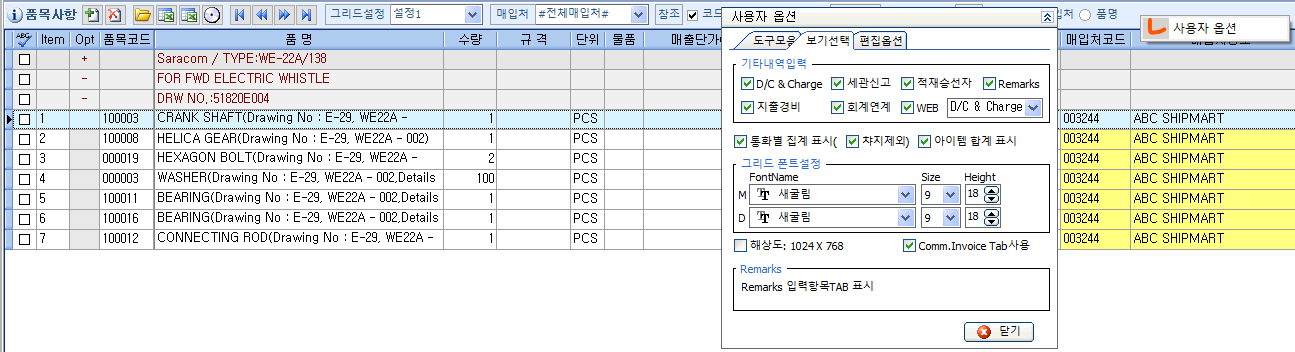 품목사항 그리드설정 설정1 매입처 #전체매입처# 참조 코드 입처 품명
ABC Item Opt 품목코드 품 명 수량 규 격 단위 물품 매출단가 매입처코드
+ Saracom / TYPE:WE-22A/138
- FOR FWD ELECTRIC WHISTLE
- DRW NO.:51820E004
1 100003 CRANK SHAFT(Drawing No : E-29, WE22A - 1 PCS 003244 ABC SHIPMART
2 100008 HELICA GEAR(Drawing No : E-29, WE22A - 002) 1 PCS 003244 ABC SHIPMART
3 000019 HEXAGON BOLT(Drawing No : E-29, WE22A - 2 PCS 003244 ABC SHIPMART
4 000003 WASHER(Drawing No : E-29, WE22A - 002,Details 100 PCS 003244 ABC SHIPMART
5 100011 BEARING(Drawing No : E-29, WE22A - 002,Details 1 PCS 003244 ABC SHIPMART
6 100016 BEARING(Drawing No : E-29, WE22A - 002,Details 1 PCS 003244 ABC SHIPMART
7 100012 CONNECTING ROD(Drawing No : E-29, WE22A - 1 PCS 003244 ABC SHIPMART
사용자 옵션
도구모음 보기선택 편집옵션
기타내역입력
D/C & Charge 세관신고 적재승선자 Remarks
지출경비 회계연계 WEB D/C & Charge
통화별 집계 표시( 챠지제외) 아이템 합계 표시
그리드 폰트설정
FontName Size Height
M 새굴림 9 18
D 새굴림 9 18
해상도: 1024 X 768 Comm.Invoice Tab사용
Remarks
Remarks 입력항목TAB 표시
닫기
사용자 옵션